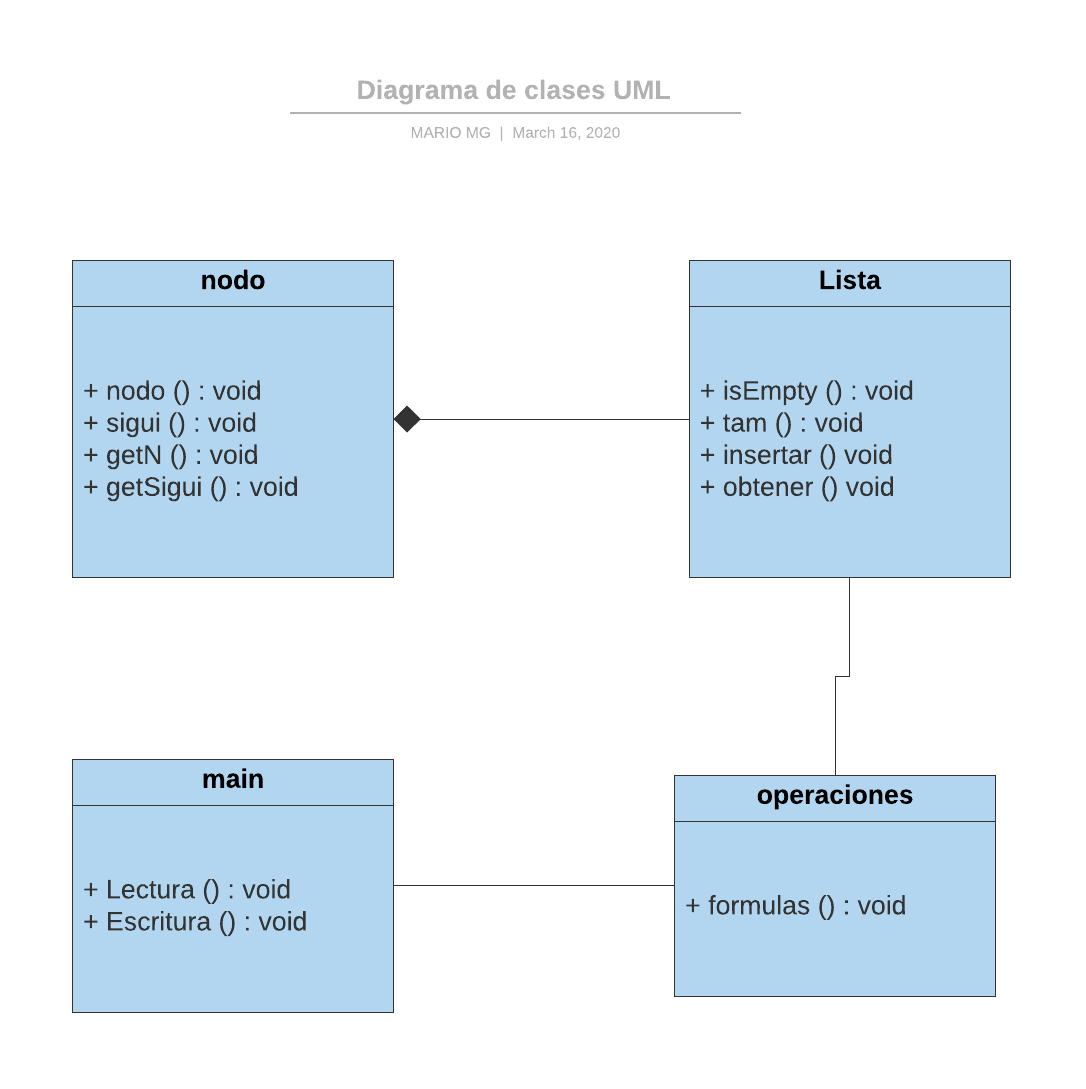 Diagrama de clases UML
MARIO MG | March 16, 2020
nodo
+ nodo () : void
+ sigui () : void
+ getN () : void
+ getSigui () : void
Lista
+ isEmpty () : void
+ tam () : void
+ insertar () void
+ obtener () void
main
+ Lectura () : void
+ Escritura () : void
operaciones
+ formulas () : void